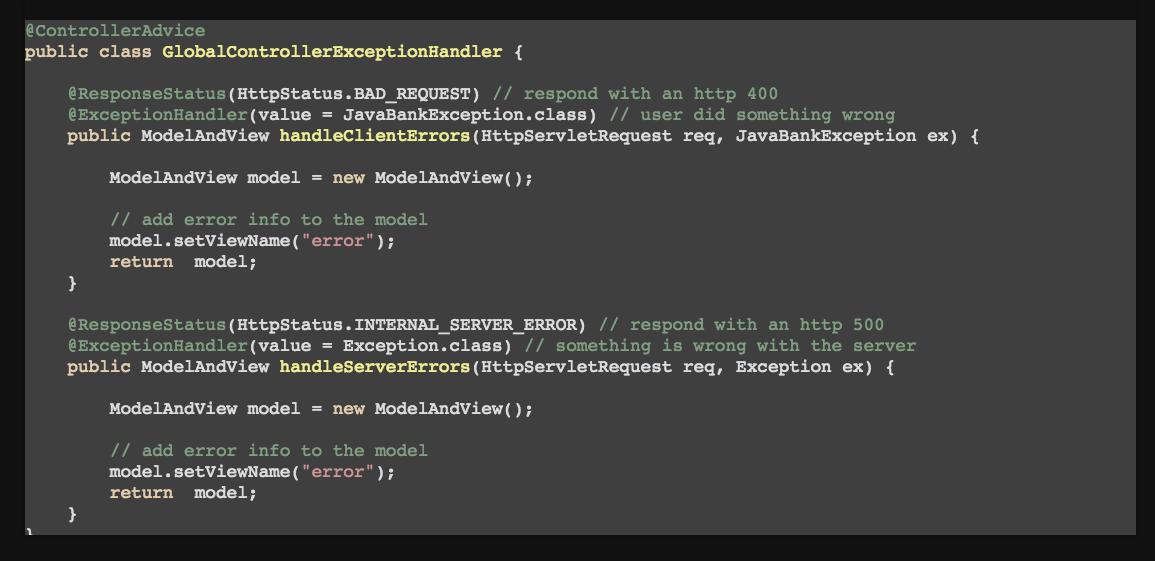 @ControllerAdvice
public class GlobalControllerExceptionHandler {
@ResponseStatus(HttpStatus.BAD_REQUEST) // respond with an http 400
@ExceptionHandler(value = JavaBankException.class) // user did something wrong
public ModelAndView handleClientErrors(HttpServletRequest req, JavaBankException ex) {
ModelAndView model = new ModelAndView();
// add error info to the model
model.setViewName("error");
return  model;
}
@ResponseStatus(HttpStatus.INTERNAL_SERVER_ERROR) // respond with an http 500
@ExceptionHandler(value = Exception.class) // something is wrong with the server
public ModelAndView handleServerErrors(HttpServletRequest req, Exception ex) {
ModelAndView model = new ModelAndView();
// add error info to the model
model.setViewName("error");
return  model;
}
}